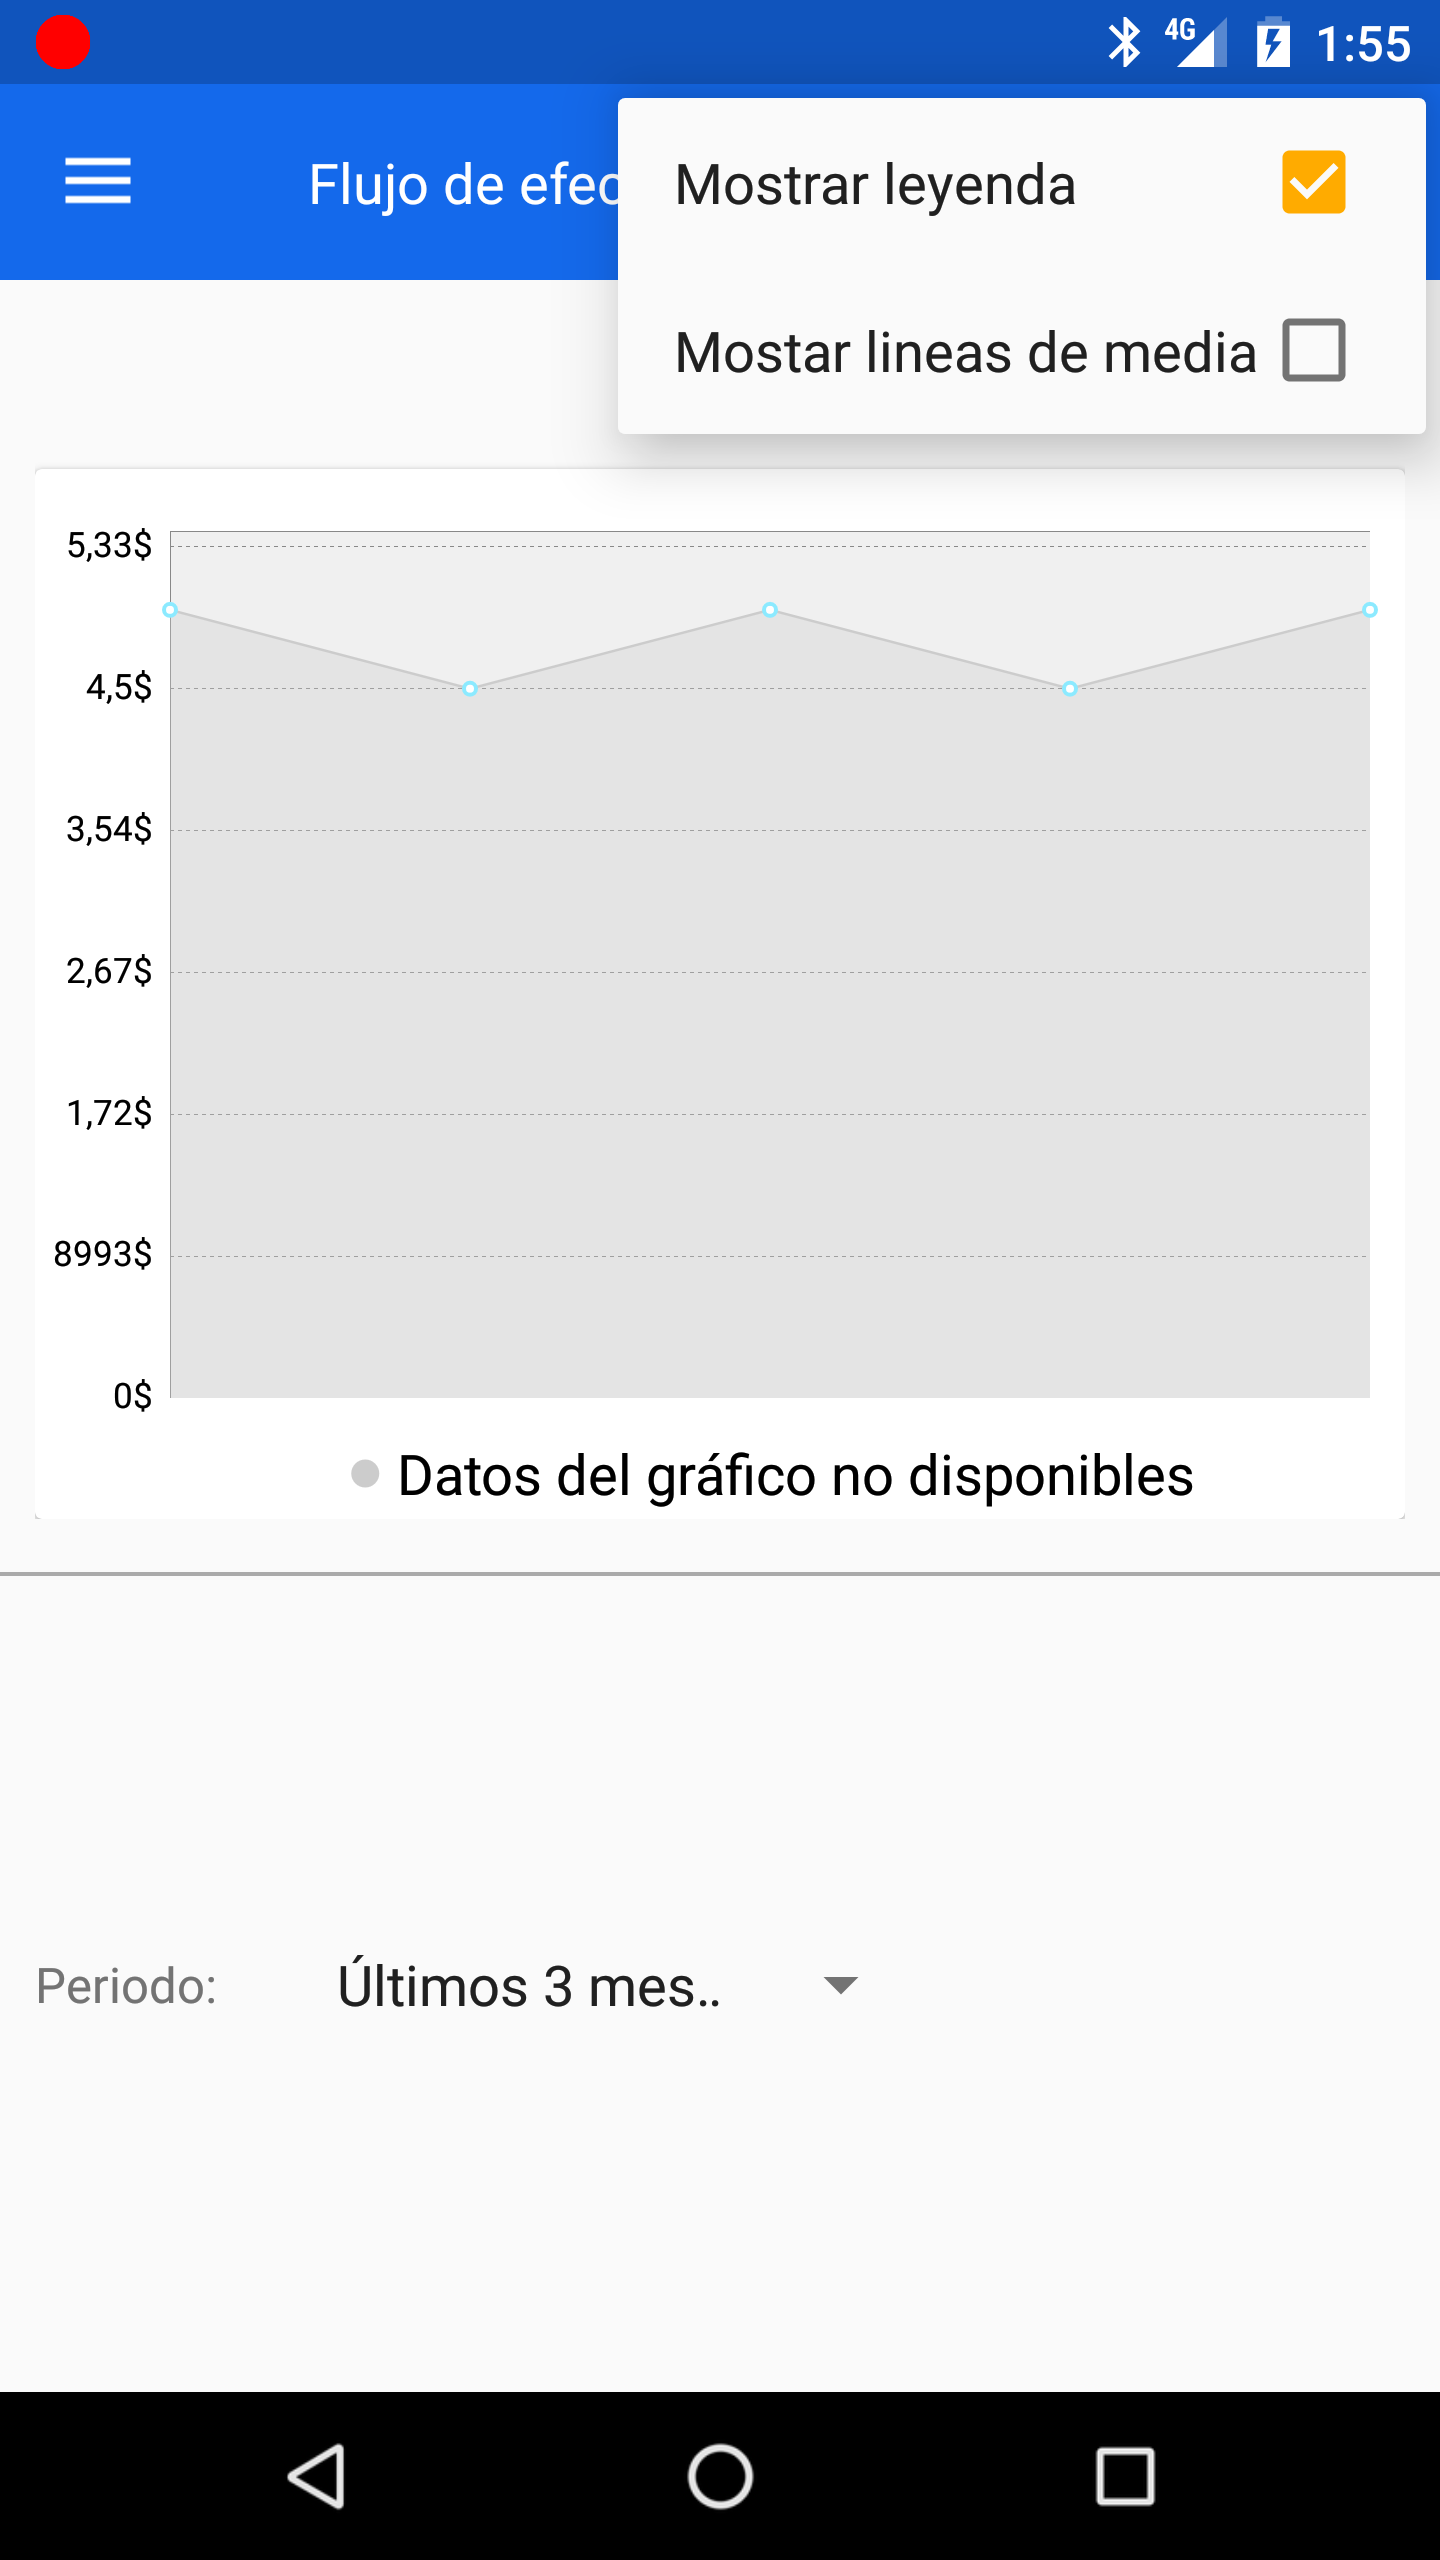 4G 1:55
Flujo de efec
Mostrar leyenda
Mostar lineas de media
5,33$
4,5$
3,54$
2,67$
1,72$
8993$
0$
Datos del gráfico no disponibles
Periodo: Últimos 3 mes..